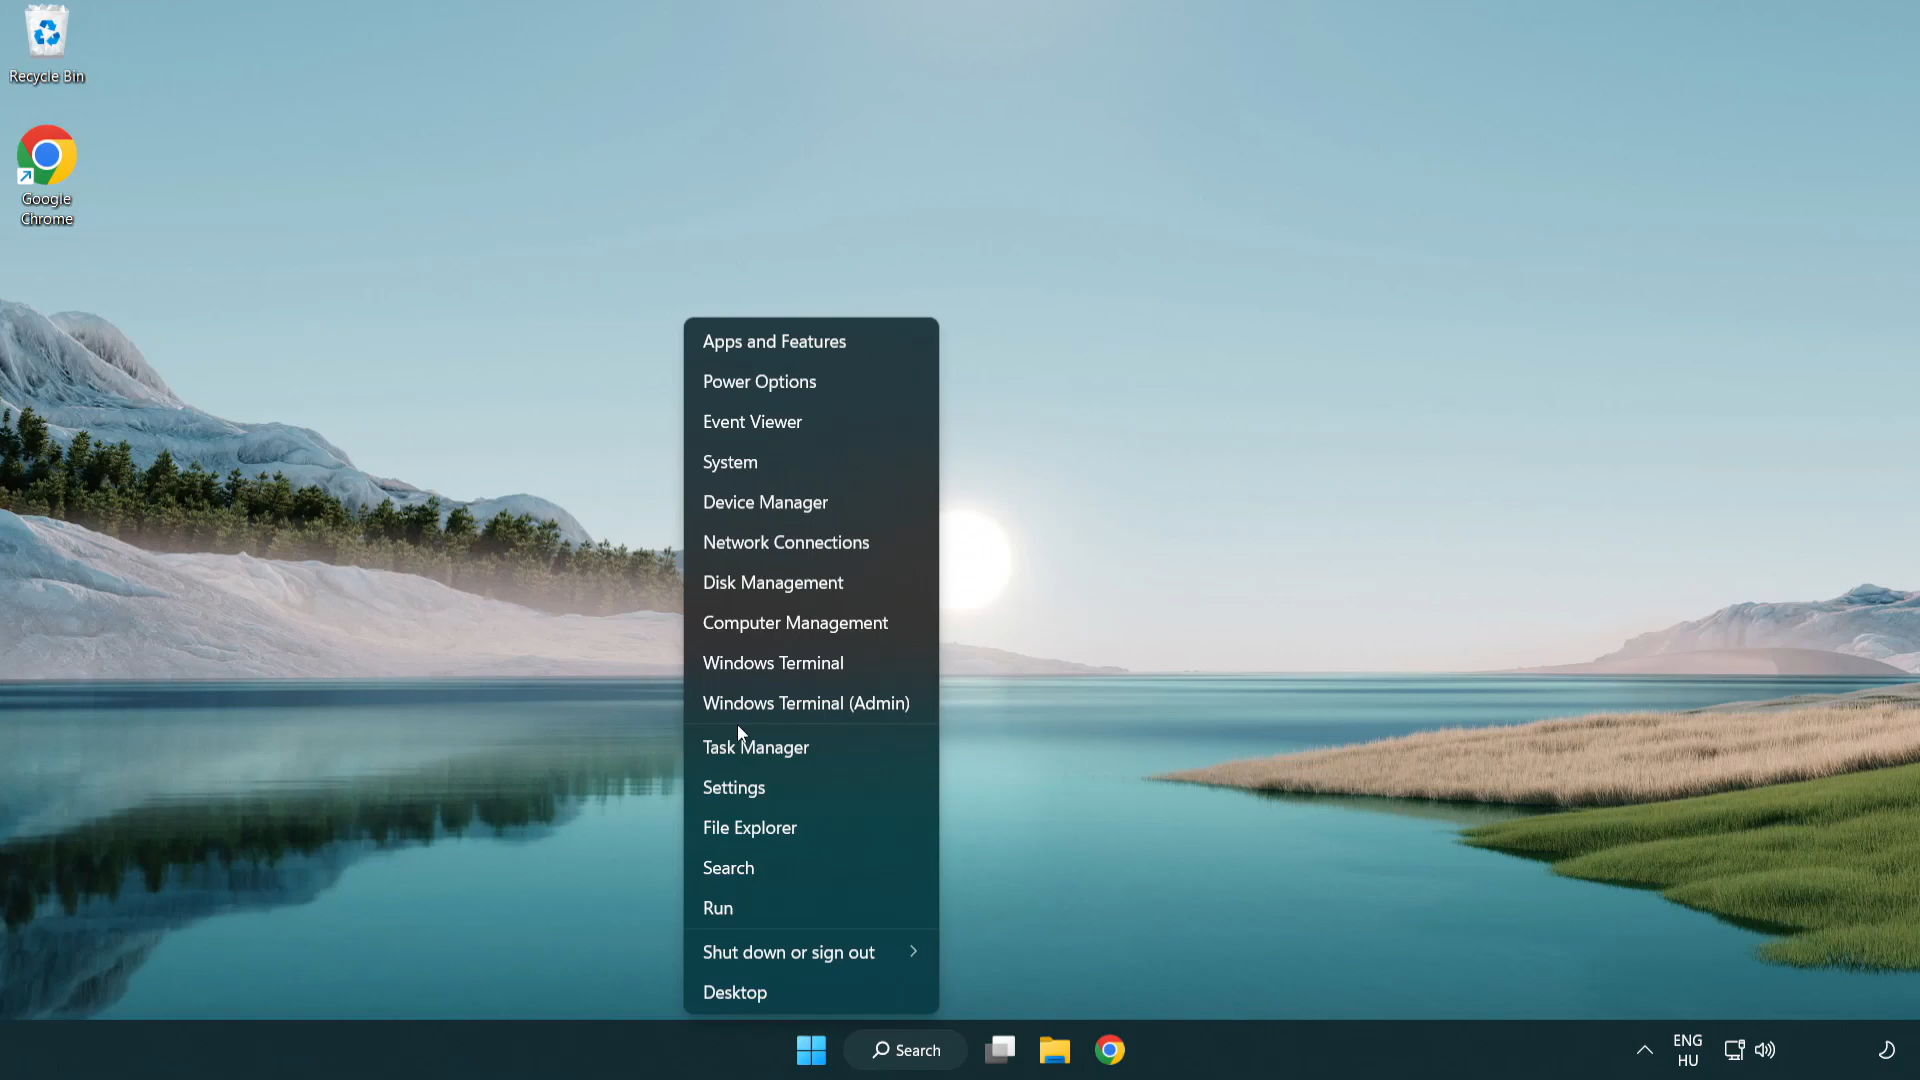 Recycle Bin
Google
Chrome
Apps and Features
Power Options
Event Viewer
System
Device Manager
Network Connections
Disk Management
Computer Management
Windows Terminal
Windows Terminal (Admin)
Task Manager
Settings
File Explorer
Search
Run
Shut down or sign out
Desktop
Search
ENG
HU